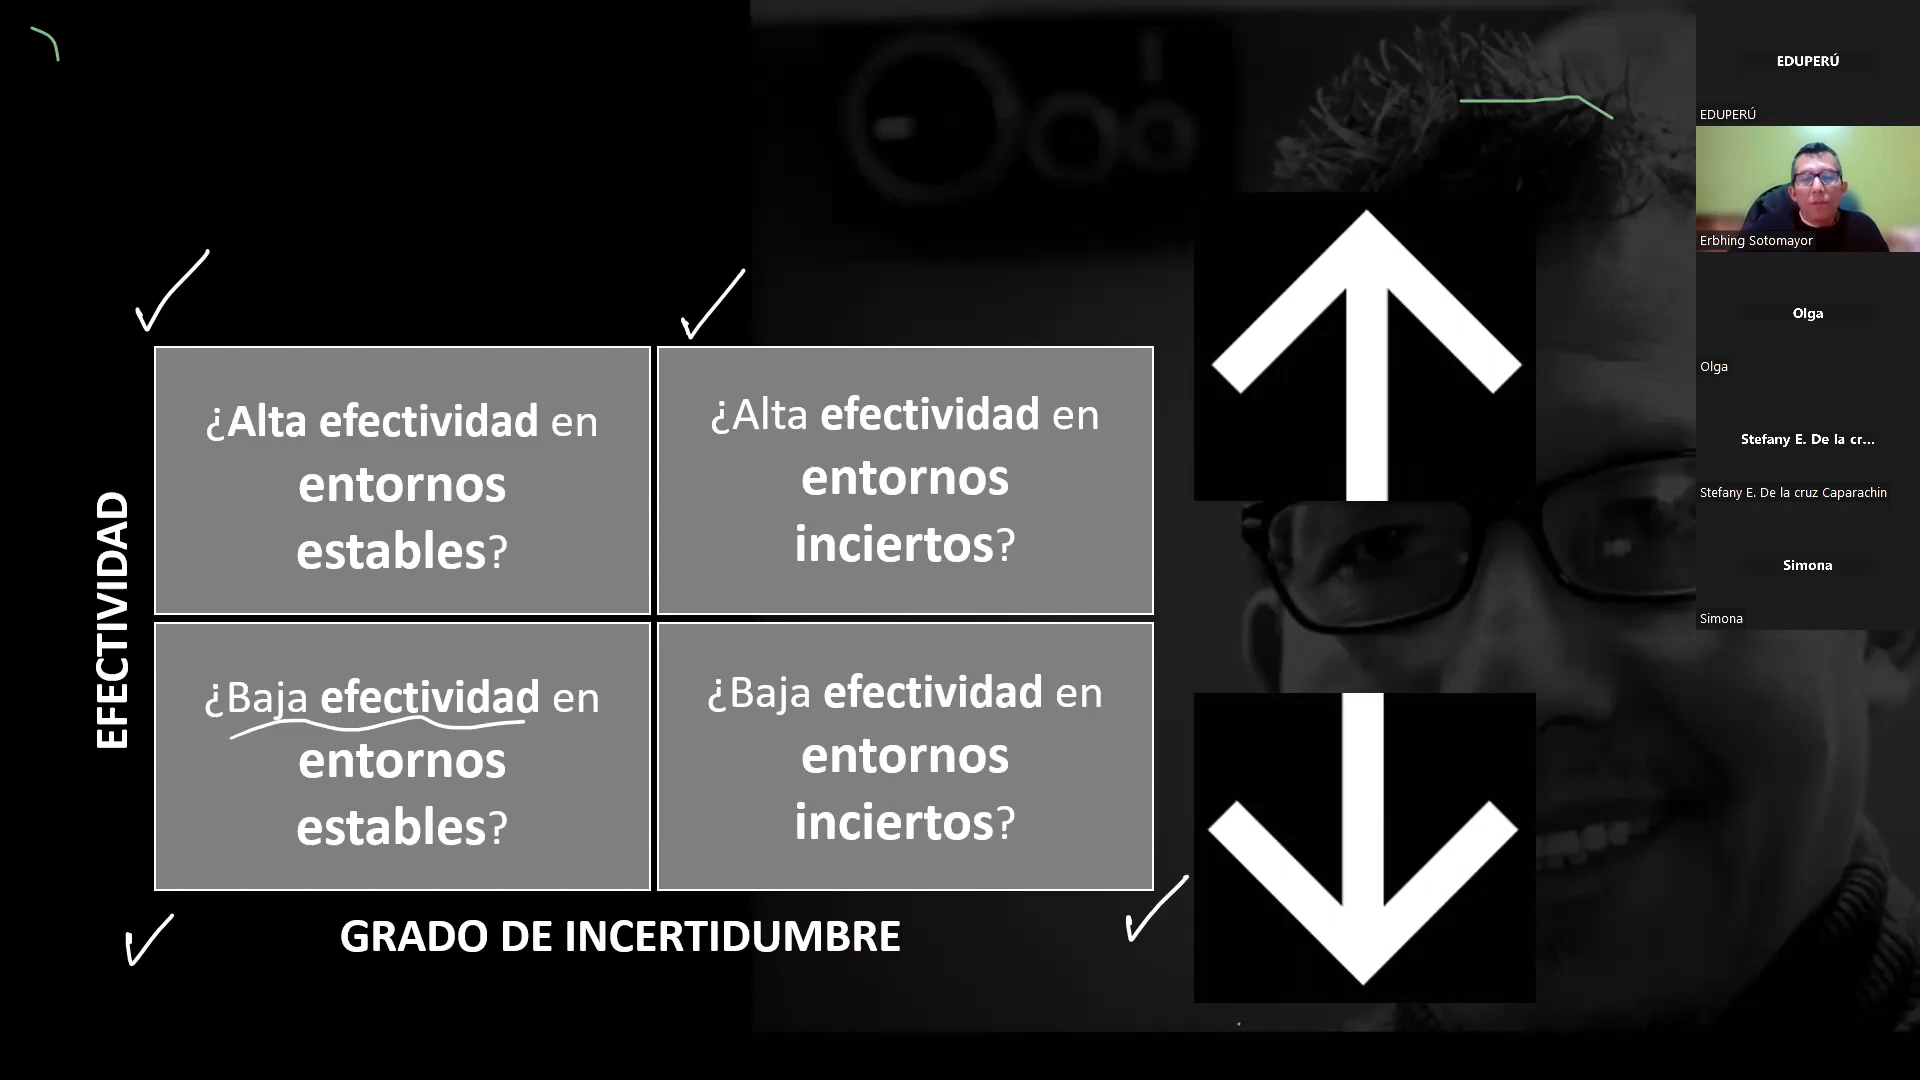 EFECTIVIDAD
¿Alta efectividad en
entornos
estables?
¿Alta efectividad en
entornos
inciertos?
¿Baja efectividad en
entornos
estables?
¿Baja efectividad en
entornos
inciertos?
GRADO DE INCERTIDUMBRE
EDUPERÚ
EDUPERÚ
Erbhing Sotomayor
Olga
Olga
Stefany E. De la cr...
Stefany E. De la cruz Caparachin
Simona
Simona